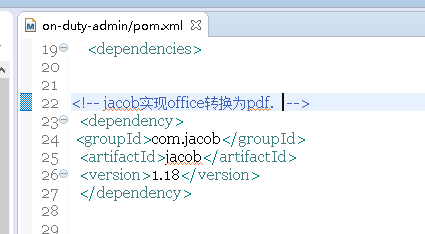 on-duty-admin/pom.xml
19 <dependencies>
20
21
22 <!-- jacob实现office转换为pdf. -->
23 <dependency>
24 <groupId>com.jacob</groupId>
25 <artifactId>jacob</artifactId>
26 <version>1.18</version>
27 </dependency>
28
29